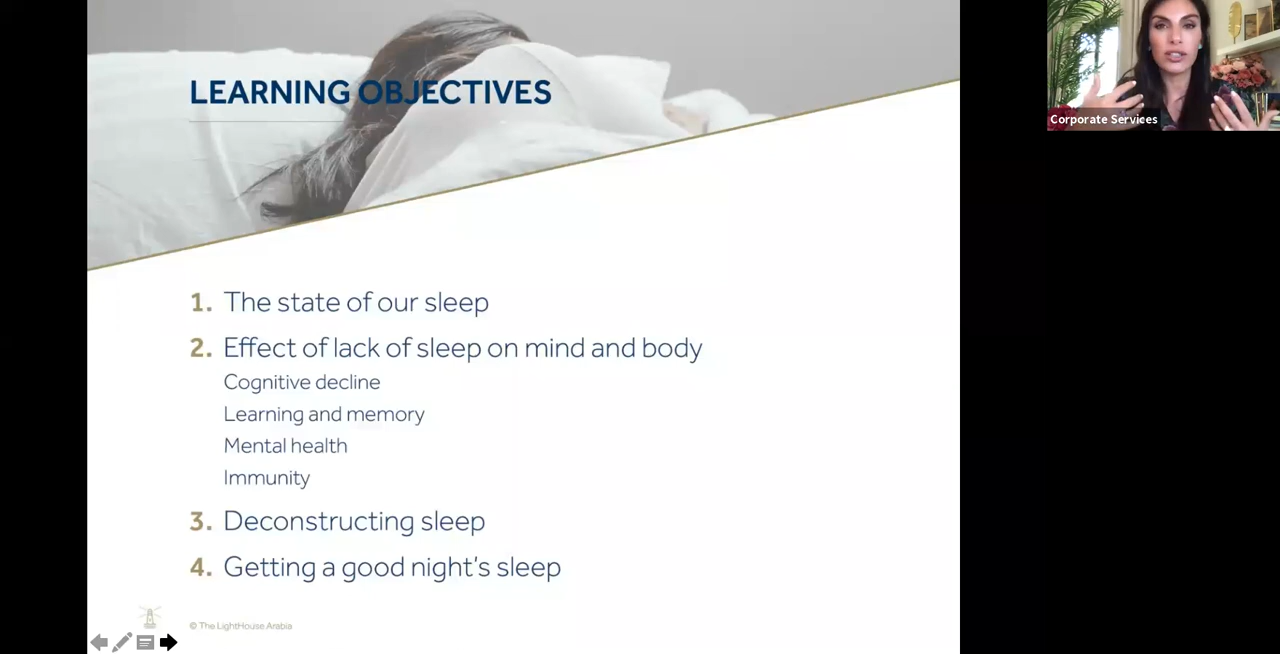 LEARNING OBJECTIVES
Corporate Services
1. The state of our sleep
2. Effect of lack of sleep on mind and body
Cognitive decline
Learning and memory
Mental health
Immunity
3. Deconstructing sleep
4. Getting a good night's sleep
© The LightHouse Arabia